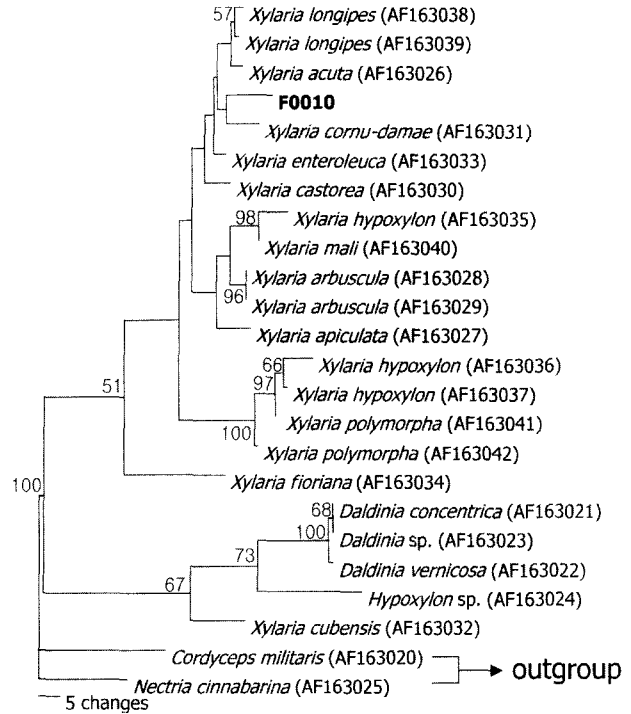 57
Xylaria longipes (AF163038)
Xylaria longipes (AF163039)
Xylaria acuta (AF163026)
F0010
Xylaria cornu-damae (AF163031)
Xylaria enteroleuca (AF163033)
Xylaria castorea (AF163030)
98
Xylaria hypoxylon (AF163035)
Xylaria mali (AF163040)
Xylaria arbuscula (AF163028)
96
Xylaria arbuscula (AF163029)
Xylaria apiculata (AF163027)
66
Xylaria hypoxylon (AF163036)
97
Xylaria hypoxylon (AF163037)
51
Xylaria polymorpha (AF163041)
100
Xylaria polymorpha (AF163042)
100
Xylaria fioriana (AF163034)
68
Daldinia concentrica (AF163021)
100
Daldinia sp. (AF163023)
73
Daldinia vernicosa (AF163022)
67
Hypoxylon sp. (AF163024)
Xylaria cubensis (AF163032)
Cordyceps militaris (AF163020)
outgroup
Nectria cinnabarina (AF163025)
5 changes